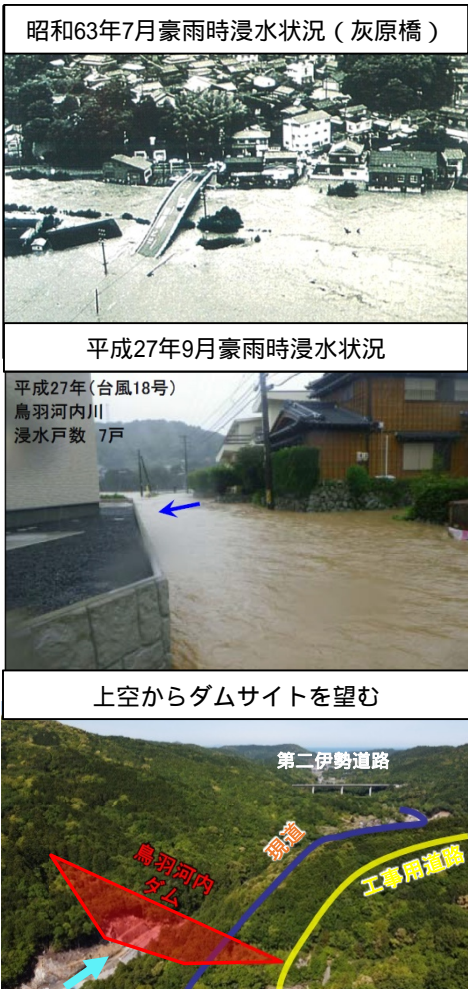 昭和63年7月豪雨時浸水状況（灰原橋）
平成27年9月豪雨時浸水状況
平成27年(台風18号)
鳥羽河内川
浸水戸数 7戸
上空からダムサイトを望む
第二伊勢道路
現道
鳥羽河内
ダム
工事用道路